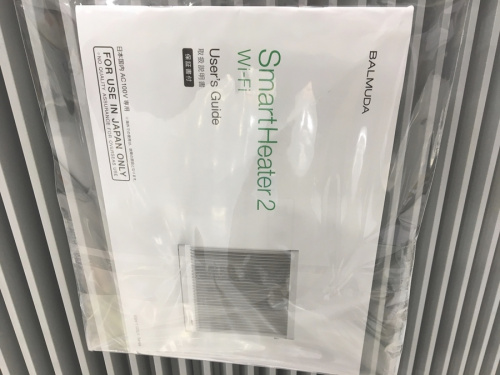 BALMUDA
SmartHeater 2
Wi-Fi
User's Guide
取扱説明書
保証書付
日本国内 AC100V 専用
FOR USE IN JAPAN ONLY